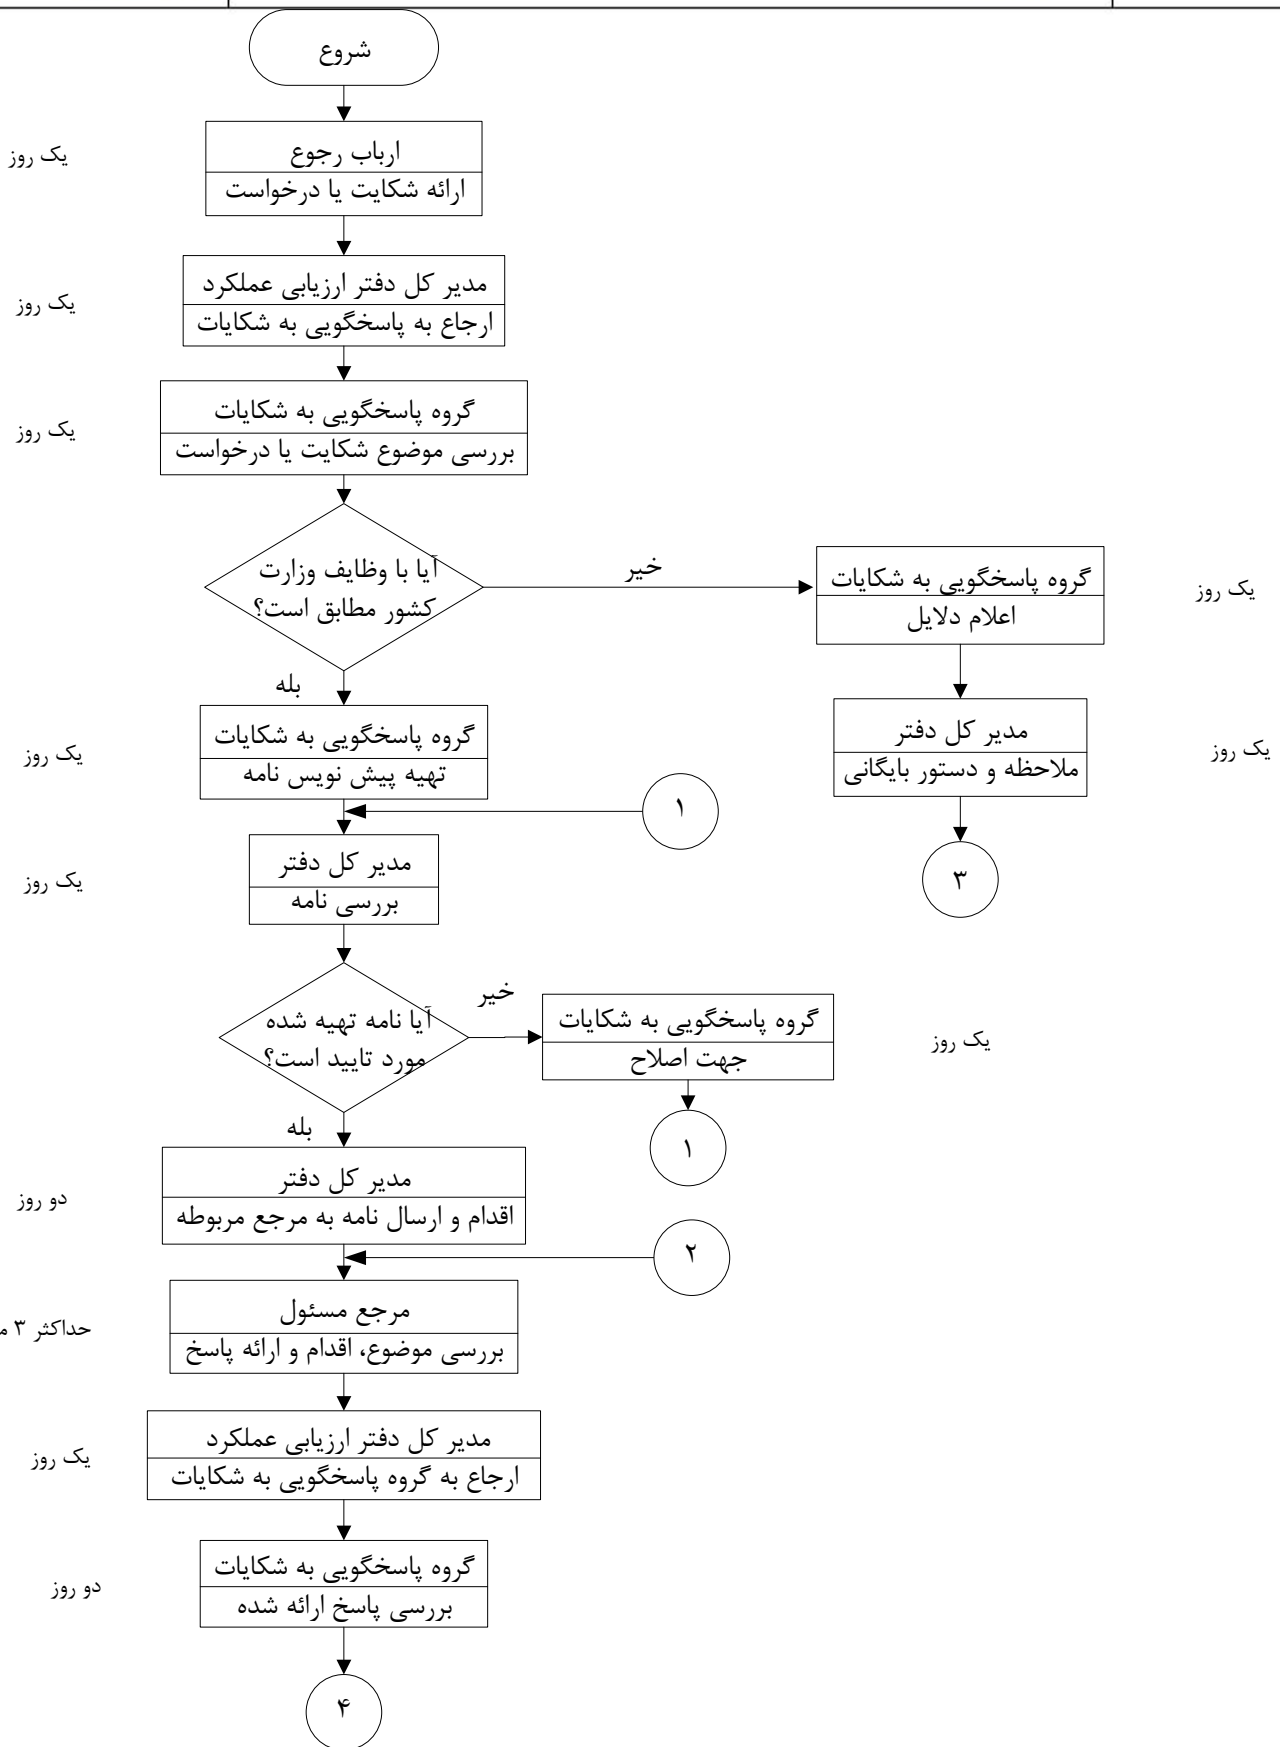 شروع
ارباب رجوع
یک روز
ارائه شکایت یا درخواست
مدیر کل دفتر ارزیابی عملکرد
یک روز
ارجاع به پاسخگویی به شکایات
گروه پاسخگویی به شکایات
یک روز
بررسی موضوع شکایت یا درخواست
آیا با وظایف وزارت
کشور مطابق است؟
خیر
گروه پاسخگویی به شکایات
یک روز
اعلام دلایل
بله
گروه پاسخگویی به شکایات
یک روز
تهیه پیش نویس نامه
مدیر کل دفتر
یک روز
ملاحظه و دستور بایگانی
۱
۳
مدیر کل دفتر
یک روز
بررسی نامه
آیا نامه تهیه شده
مورد تایید است؟
خیر
گروه پاسخگویی به شکایات
یک روز
جهت اصلاح
۱
بله
مدیر کل دفتر
دو روز
اقدام و ارسال نامه به مرجع مربوطه
۲
مرجع مسئول
حداکثر ۳
بررسی موضوع، اقدام و ارائه پاسخ
مدیر کل دفتر ارزیابی عملکرد
یک روز
ارجاع به گروه پاسخگویی به شکایات
گروه پاسخگویی به شکایات
دو روز
بررسی پاسخ ارائه شده
۴